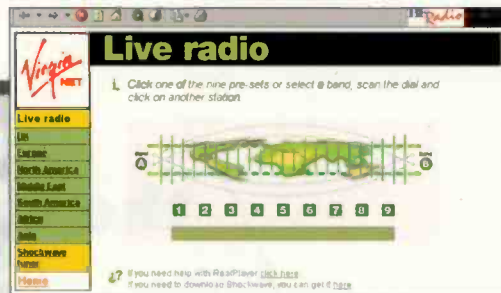 Radio
Virgin
NET
Live radio
i. Click one of the nine pre-sets or select a band, scan the dial and
click on another station
Live radio
UK
Europe
North America
Middle East
South America
Africa
Asia
Shockwave
tuner
Home
A
B
1 2 3 4 5 6 7 8 9
¿? If you need help with RealPlayer click here
If you need to download Shockwave, you can get it here